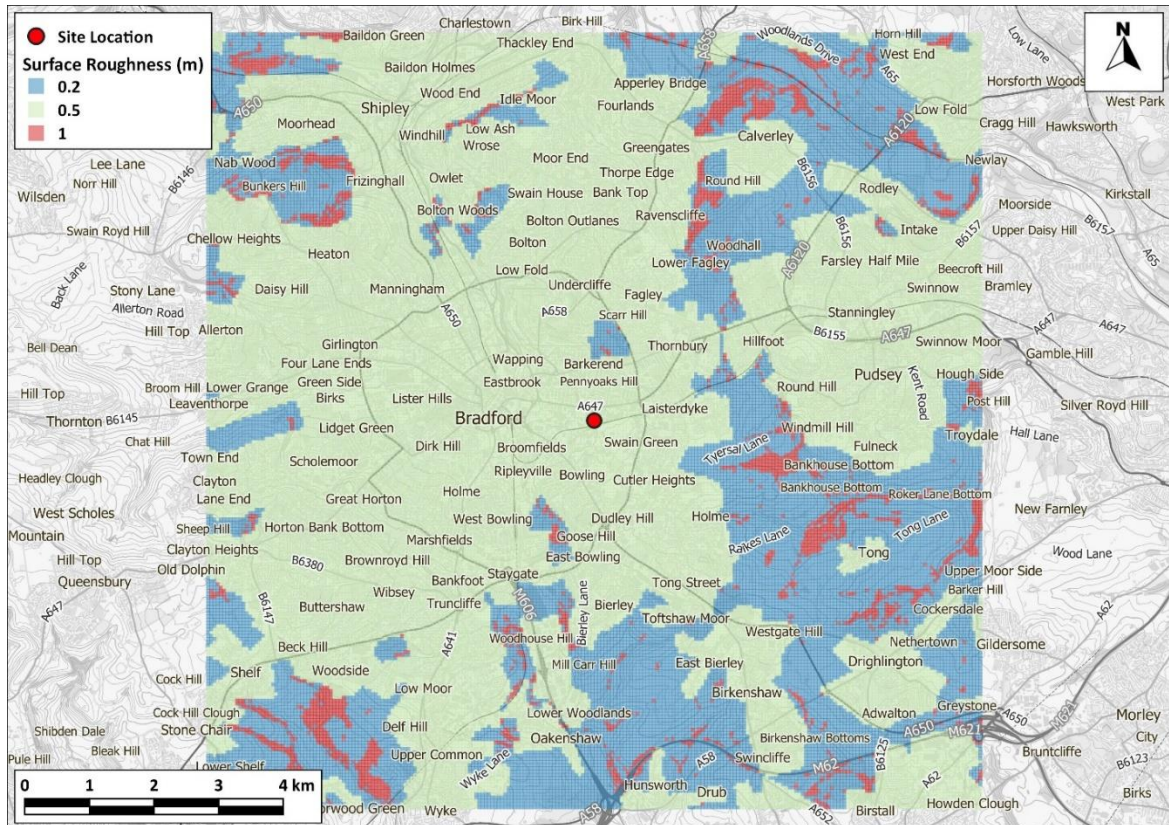 Site Location
Surface Roughness (m)
0.2
0.5
1
N
Charlestown
Birk Hill
Baildon Green
Thackley End
A658
Woodlands Drive
Horn Hill
West End
Low Lane
A65
Baildon Holmes
Apperley Bridge
Horsforth Woods
Wood End
Idle Moor
Fourlands
Low Fold
West Park
A650
Shipley
Cragg Hill
Hawksworth
Moorhead
Windhill
Low Ash
Wrose
Calverley
A6120
Greengates
Moor End
Lee Lane
B6146
Nab Wood
Newlay
Norr Hill
Bunkers Hill
Frizinghall
Owlet
Thorpe Edge
Round Hill
B6156
Rodley
Kirkstall
Wilsden
Swain House
Bank Top
Bolton Woods
Bolton Outlanes
Ravenscliffe
Moorside
Swain Royd Hill
Chellow Heights
Bolton
Woodhall
B6156
Intake
B6157
Upper Daisy Hill
B6157
A65
Heaton
Lower Fagley
A6120
Farsley
Half Mile
Beecroft Hill
Back Lane
Low Fold
Stony Lane
Daisy Hill
Manningham
Undercliffe
Fagley
Swinnow
Bramley
Allerton Road
A650
A658
Scarr Hill
Stanningley
A647
Hill Top
Allerton
B6155
A647
A647
Bell Dean
Girlington
Wapping
Thornbury
Hillfoot
Swinnow Moor
Gamble Hill
Four Lane Ends
Barkerend
Broom Hill
Lower Grange
Green Side
Eastbrook
Pennyoaks Hill
Round Hill
Pudsey
Kent Road
Hough Side
Hill Top
Leaventhorpe
Birks
Lister Hills
A647
Laisterdyke
Post Hill
Silver Royd Hill
Thornton
B6145
Bradford
Windmill Hill
Hall Lane
Chat Hill
Lidget Green
Dirk Hill
Broomfields
Swain Green
Tyersal Lane
Fulneck
Troydale
Town End
Scholemoor
Ripleyville
Bowling
Bankhouse Bottom
Headley Clough
Clayton
Cutler Heights
Bankhouse Bottom
Roker Lane Bottom
Lane End
Great Horton
Holme
West Scholes
West Bowling
Dudley Hill
Holme
Tong Lane
New Farnley
Mountain
Sheep Hill
Horton Bank Bottom
Marshfields
Goose Hill
Raikes Lane
Hill Top
Clayton Heights
East Bowling
Tong
Wood Lane
Old Dolphin
B6380
Brownroyd Hill
Staygate
Queensbury
Bankfoot
Tong Street
Upper Moor Side
A647
B6147
Wibsey
M606
Barker Hill
Buttershaw
Truncliffe
Bierley Lane
Bierley
Toftshaw Moor
Cockersdale
A62
Beck Hill
A641
Woodhouse Hill
Westgate Hill
Nethertown
Gildersome
Shelf
Woodside
Mill Carr Hill
East Bierley
Drighlington
Cock Hill
Low Moor
Birkenshaw
Cock Hill Clough
Lower Woodlands
Adwalton
Greystone
A650
M621
Morley
Shibden Dale
Stone Chair
Delf Hill
A650
M621
City
Bleak Hill
Upper Common
Oakenshaw
Birkenshaw Bottoms
Bruntcliffe
Pule Hill
Lower Shelf
Wyke Lane
A58
Swincliffe
B6125
B6123
M62
A62
Birks
0 1 2 3 4 km
Hunsworth
Drub
Norwood Green
Wyke
A58
A652
Birstall
Howden Clough